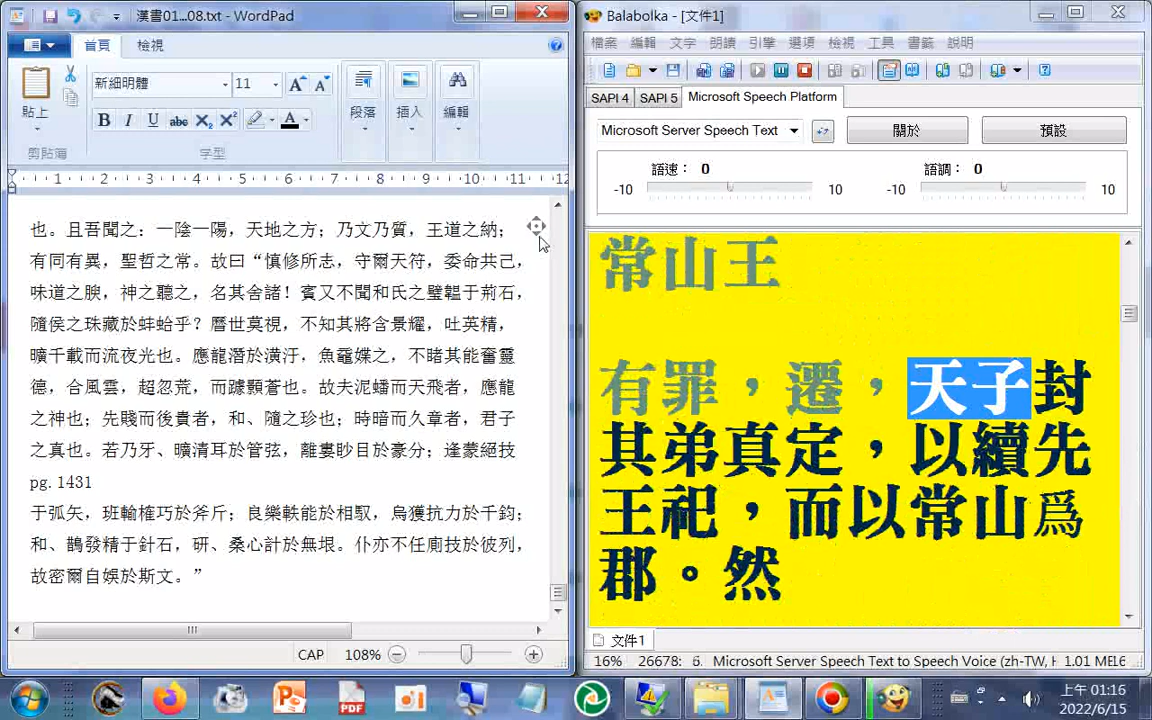 漢書01...08.txt - WordPad
首頁
檢視
新細明體
11
貼上
段落
插入
編輯
剪貼簿
字型
1 2 3 4 5 6 7 8 9 10 11 12
也。且吾聞之：一陰一陽，天地之方；乃文乃質，王道之綱；
有同有異，聖哲之常。故曰“慎修所志，守爾天符，委命共己，
味道之腴，神之聽之，名其舍諸！賓又不聞和氏之璧韞于荊石，
隨侯之珠藏於蚌蛤乎？曆世莫視，不知其將含景耀，吐英精，
曠千載而流夜光也。應龍潛於潢汙，魚黿媟之，不睹其能奮靈
德，合風雲，超忽荒，而躆顥蒼也。故夫泥蟠而天飛者，應龍
之神也；先賤而後貴者，和、隨之珍也；時暗而久章者，君子
之真也。若乃牙、曠清耳於管弦，離婁眇目於豪分；逢蒙絕技
pg. 1431
于弧矢，班輸榷巧於斧斤；良樂軼能於相馭，烏獲抗力於千鈞；
和、鵲發精于針石，研、桑心計於無垠。仆亦不任廁技於彼列，
故密爾自娛於斯文。”
CAP
108%
Balabolka - [文件1]
檔案
編輯
文字
朗讀
引擎
選項
檢視
工具
書籤
說明
SAPI 4
SAPI 5
Microsoft Speech Platform
Microsoft Server Speech Text
關於
預設
語速：
0
-10
10
語調：
0
-10
10
常山王
有罪，遷，天子封
其弟真定，以續先
王祀，而以常山爲
郡。然
文件1
16%
26678: 6.
Microsoft Server Speech Text to Speech Voice (zh-TW, H
PDF
上午 01:16
2022/6/15